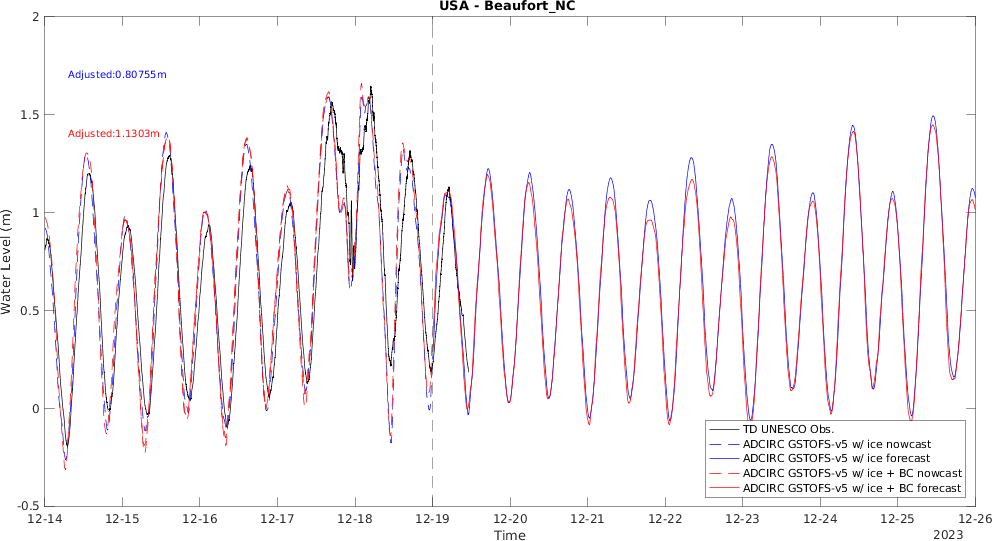 USA - Beaufort_NC
Adjusted:0.80755m
Adjusted:1.1303m
Water Level (m)
2
1.5
1
0.5
0
-0.5
TD UNESCO Obs.
ADCIRC GSTOFS-v5 w/ ice nowcast
ADCIRC GSTOFS-v5 w/ ice forecast
ADCIRC GSTOFS-v5 w/ ice + BC nowcast
ADCIRC GSTOFS-v5 w/ ice + BC forecast
12-14 12-15 12-16 12-17 12-18 12-19 12-20 12-21 12-22 12-23 12-24 12-25 12-26
Time
2023